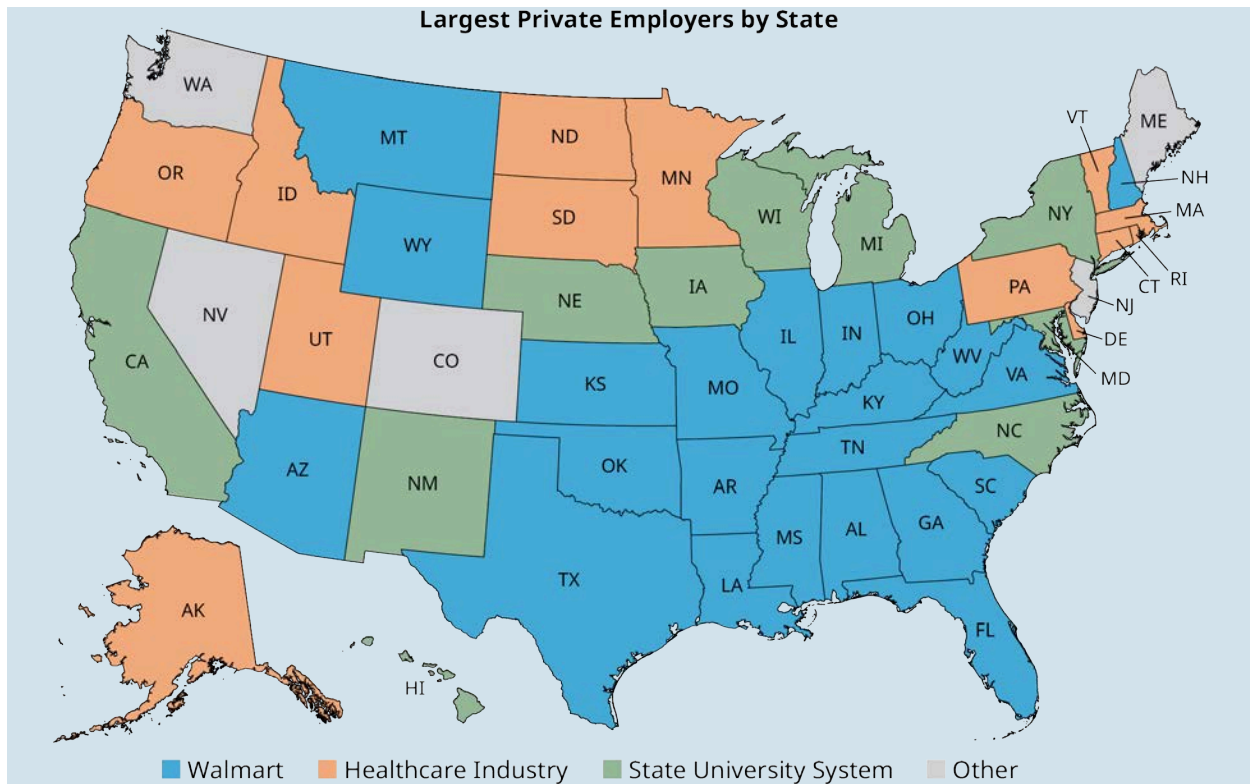 Largest Private Employers by State
WA
ME
VT
MT
ND
OR
MN
NH
ID
SD
WI
NY
MA
WY
MI
RI
CT
PA
IA
NE
NJ
NV
OH
UT
IL
IN
DE
CO
CA
WV
VA
MD
KS
MO
KY
NC
TN
AZ
OK
NM
AR
SC
GA
MS
AL
TX
LA
AK
FL
HI
Walmart
Healthcare Industry
State University System
Other